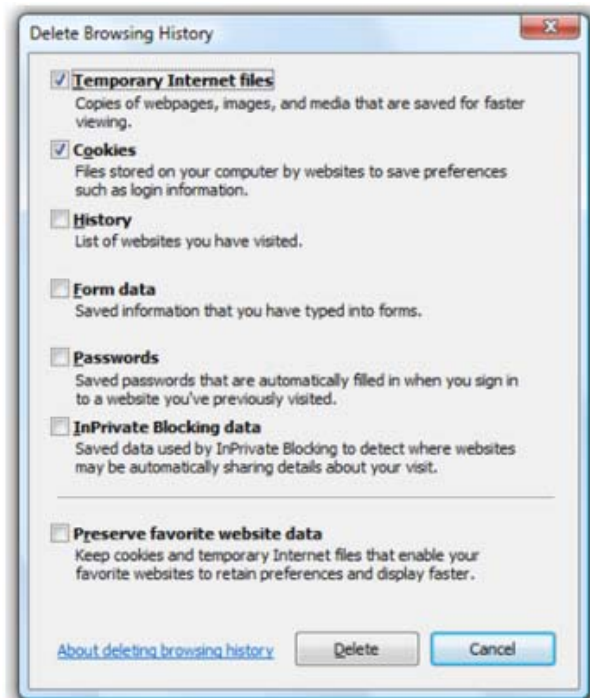 Delete Browsing History
Temporary Internet files
Copies of webpages, images, and media that are saved for faster
viewing.
Cookies
Files stored on your computer by websites to save preferences
such as login information.
History
List of websites you have visited.
Form data
Saved information that you have typed into forms.
Passwords
Saved passwords that are automatically filled in when you sign in
to a website you've previously visited.
InPrivate Blocking data
Saved data used by InPrivate Blocking to detect where websites
may be automatically sharing details about your visit.
Preserve favorite website data
Keep cookies and temporary Internet files that enable your
favorite websites to retain preferences and display faster.
About deleting browsing history Delete Cancel